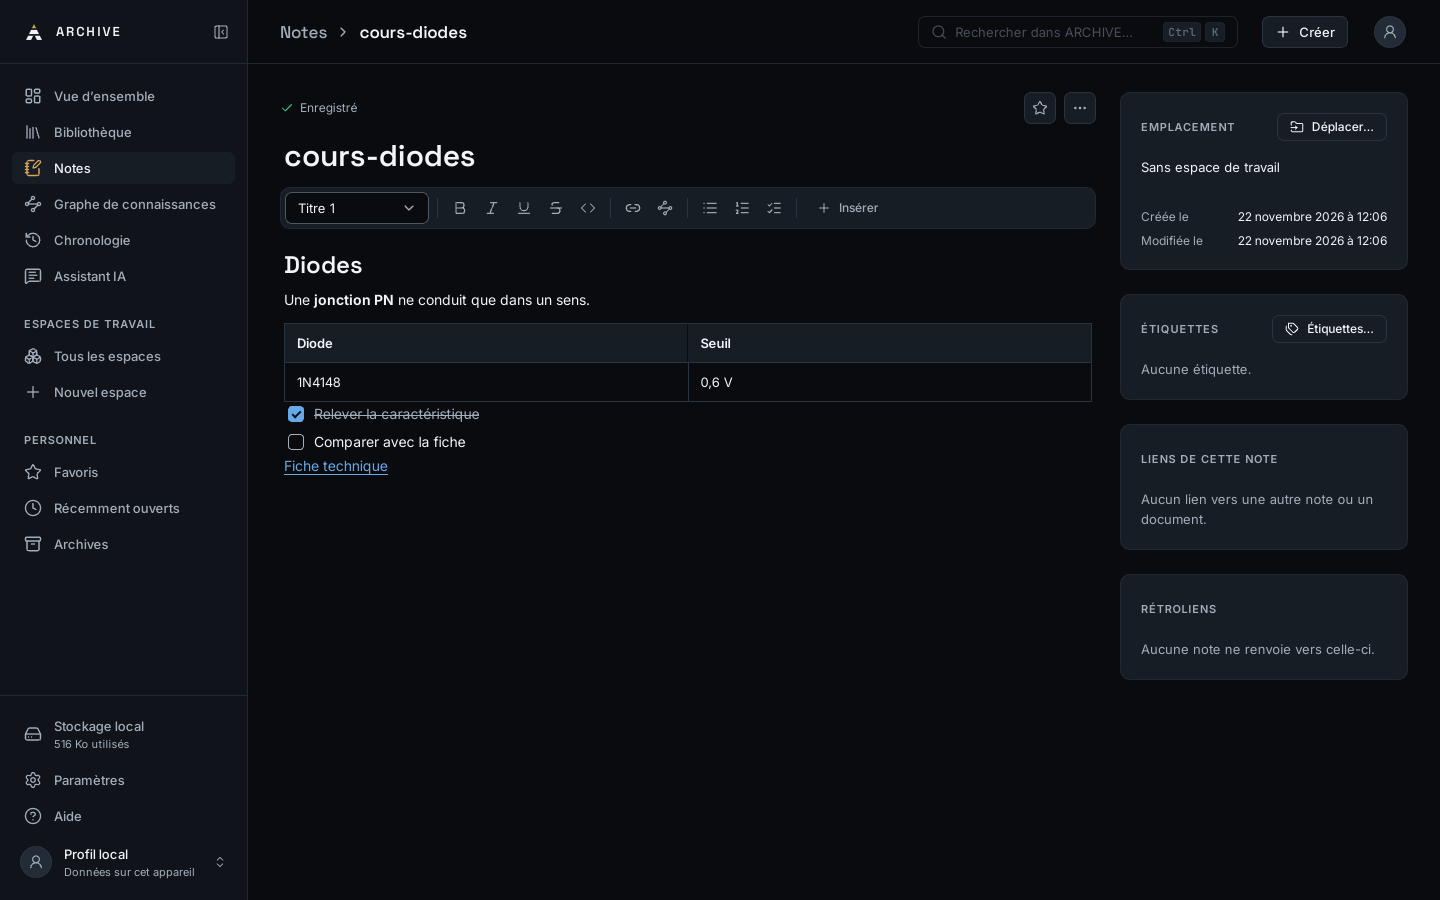 ARCHIVE
Notes > cours-diodes
Rechercher dans ARCHIVE... Ctrl K
Créer
Vue d'ensemble
Bibliothèque
Notes
Graphe de connaissances
Chronologie
Assistant IA
ESPACES DE TRAVAIL
Tous les espaces
Nouvel espace
PERSONNEL
Favoris
Récemment ouverts
Archives
Stockage local
516 Ko utilisés
Paramètres
Aide
Profil local
Données sur cet appareil
Enregistré
cours-diodes
Titre 1
Insérer
Diodes
Une jonction PN ne conduit que dans un sens.
Diode Seuil
1N4148 0,6 V
Relever la caractéristique
Comparer avec la fiche
Fiche technique
EMPLACEMENT Déplacer...
Sans espace de travail
Créée le 22 novembre 2026 à 12:06
Modifiée le 22 novembre 2026 à 12:06
ÉTIQUETTES Étiquettes...
Aucune étiquette.
LIENS DE CETTE NOTE
Aucun lien vers une autre note ou un
document.
RÉTROLIENS
Aucune note ne renvoie vers celle-ci.